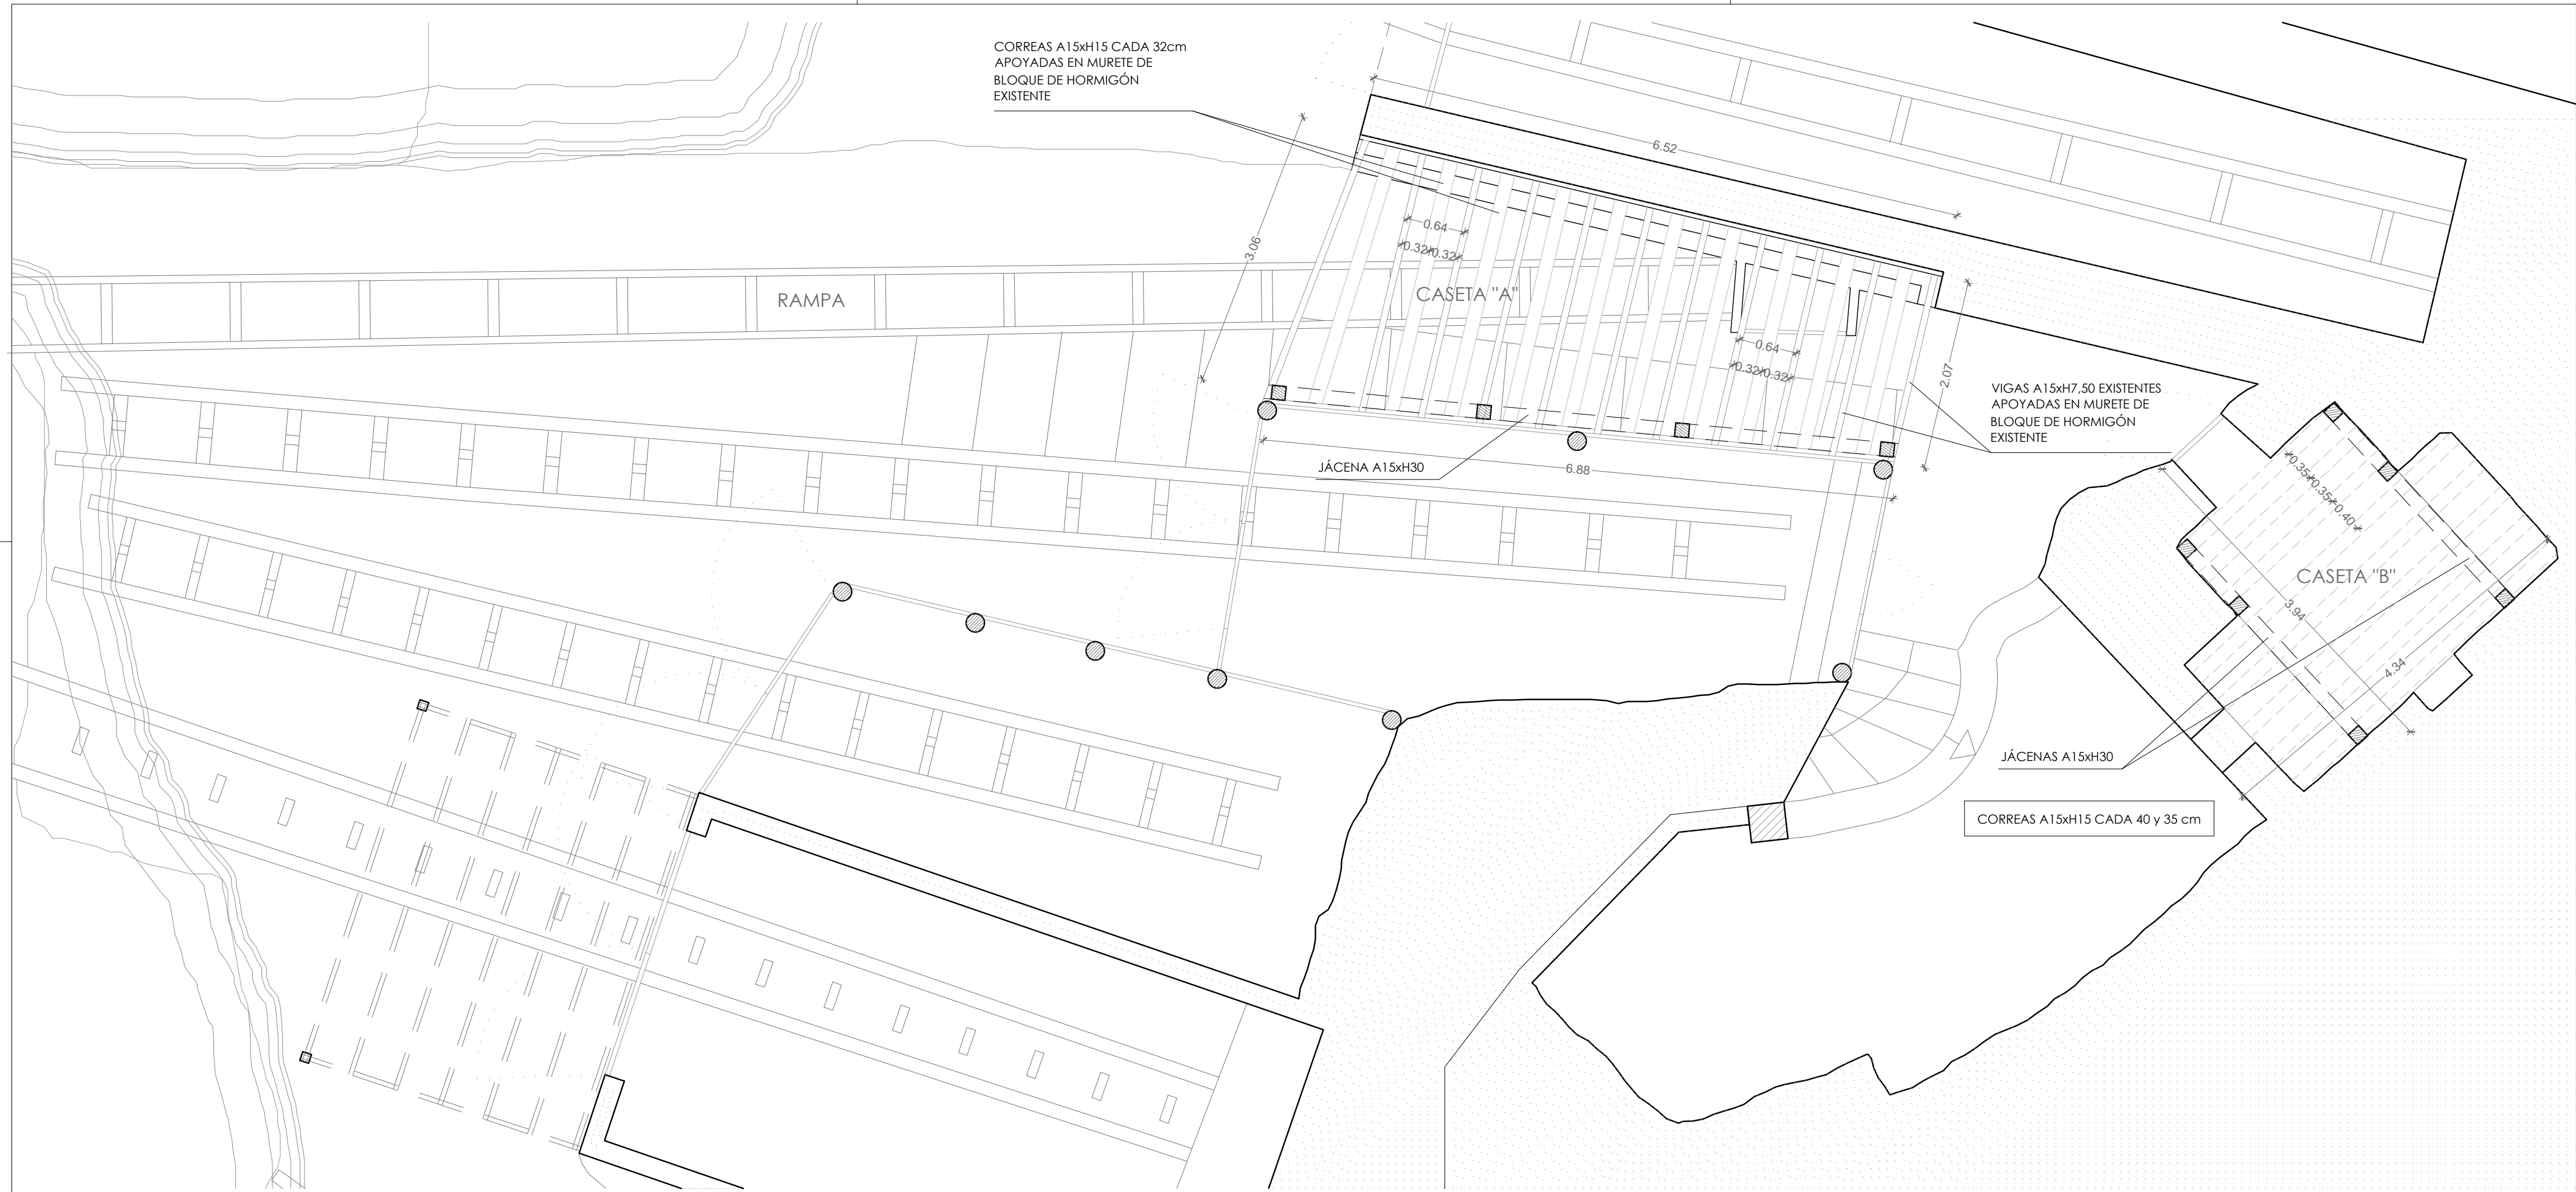 CORREAS A15xH15 CADA 32cm
APOYADAS EN MURETE DE
BLOQUE DE HORMIGÓN
EXISTENTE
6.52
3.06
0.64
0.32
0.32
RAMPA
CASETA "A"
0.64
0.32
0.32
2.07
VIGAS A15xH7,50 EXISTENTES
APOYADAS EN MURETE DE
BLOQUE DE HORMIGÓN
EXISTENTE
JÁCENA A15xH30
6.88
0.35
0.35
0.40
CASETA "B"
3.94
4.34
JÁCENAS A15xH30
CORREAS A15xH15 CADA 40 y 35 cm